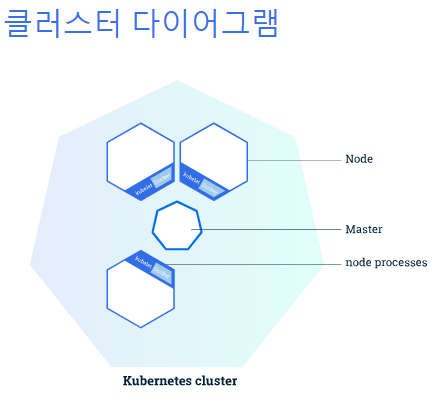 클러스터 다이어그램
kubelet
docker
kubelet
docker
Node
Master
kubelet
docker
node processes
Kubernetes cluster